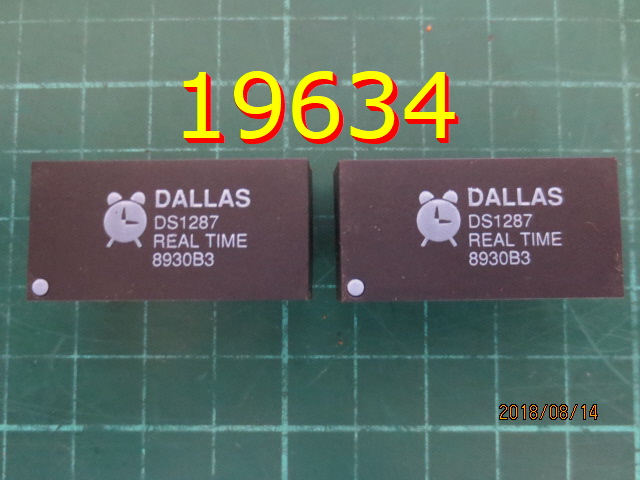 19634
DALLAS
DS1287
REAL TIME
8930B3
DALLAS
DS1287
REAL TIME
8930B3
2018/08/14